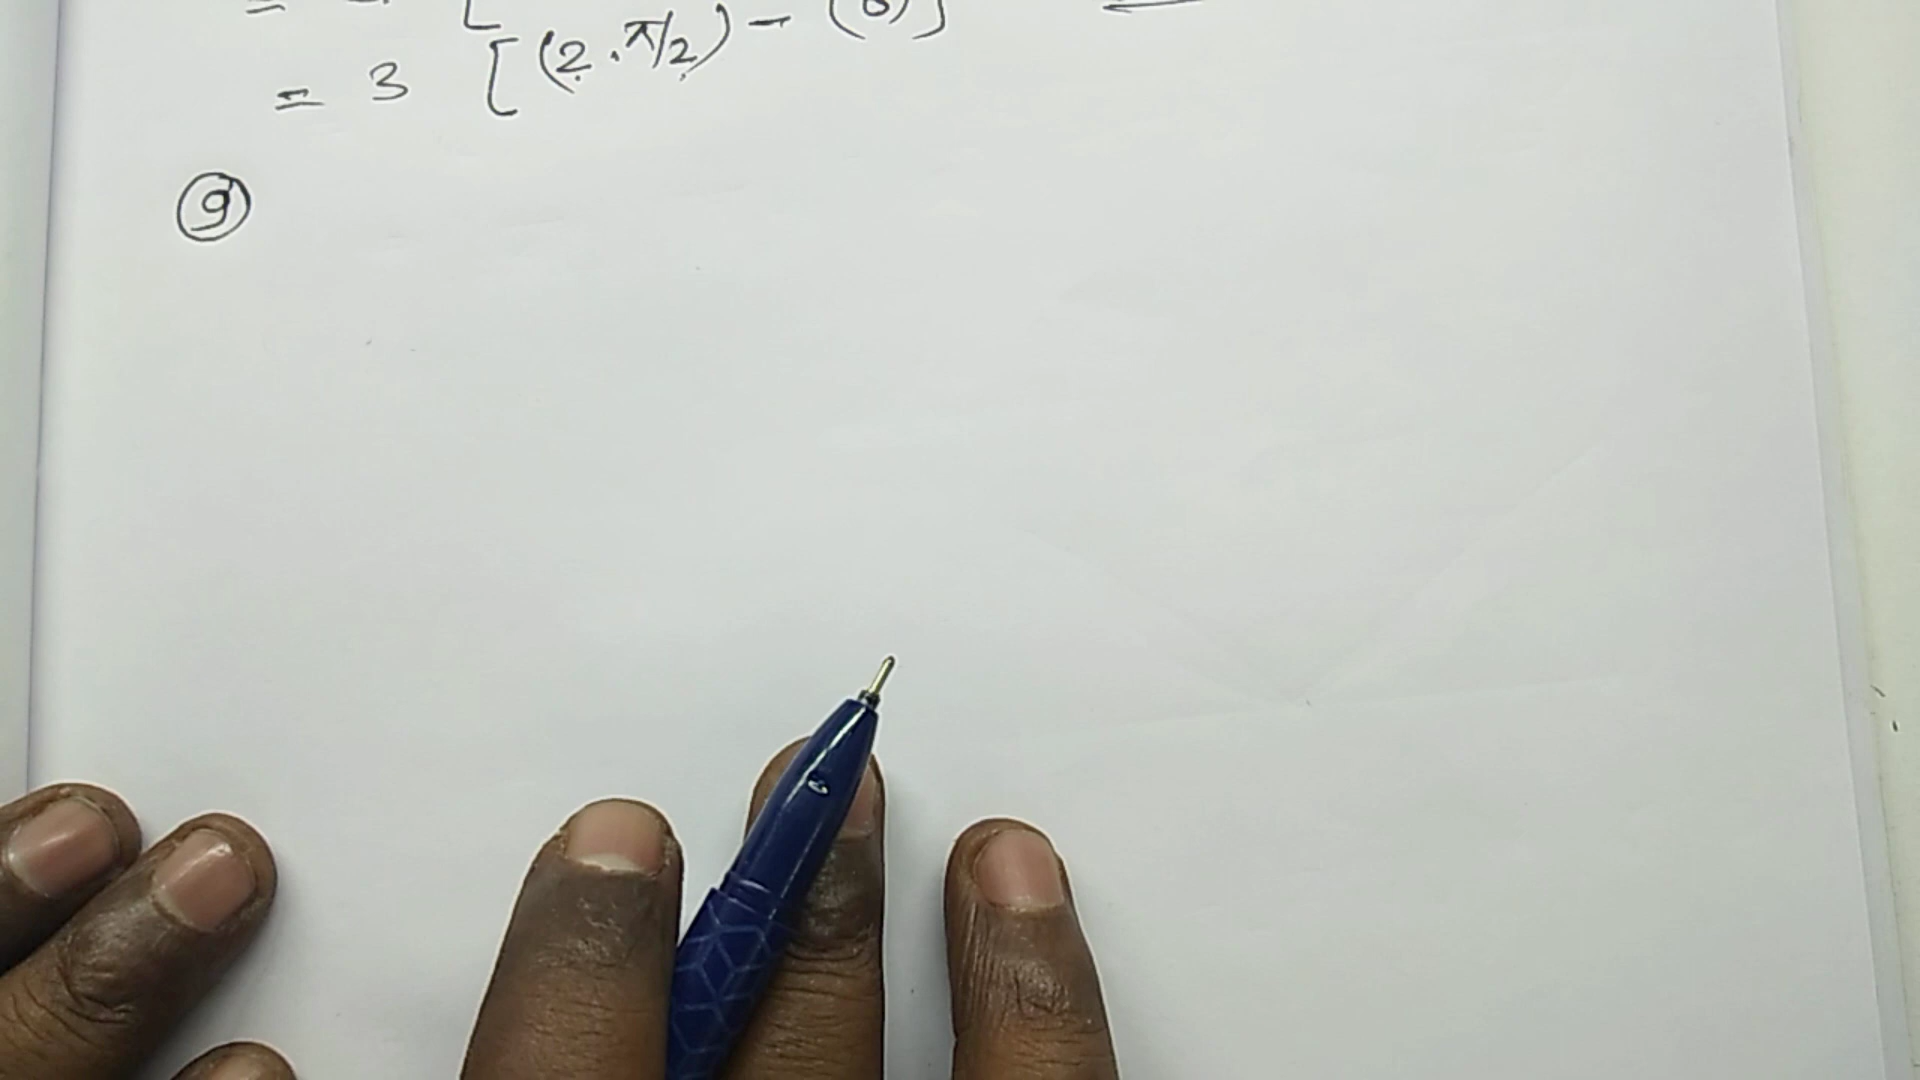 = [ (0)]
= 3 [(2.π/2) -
9